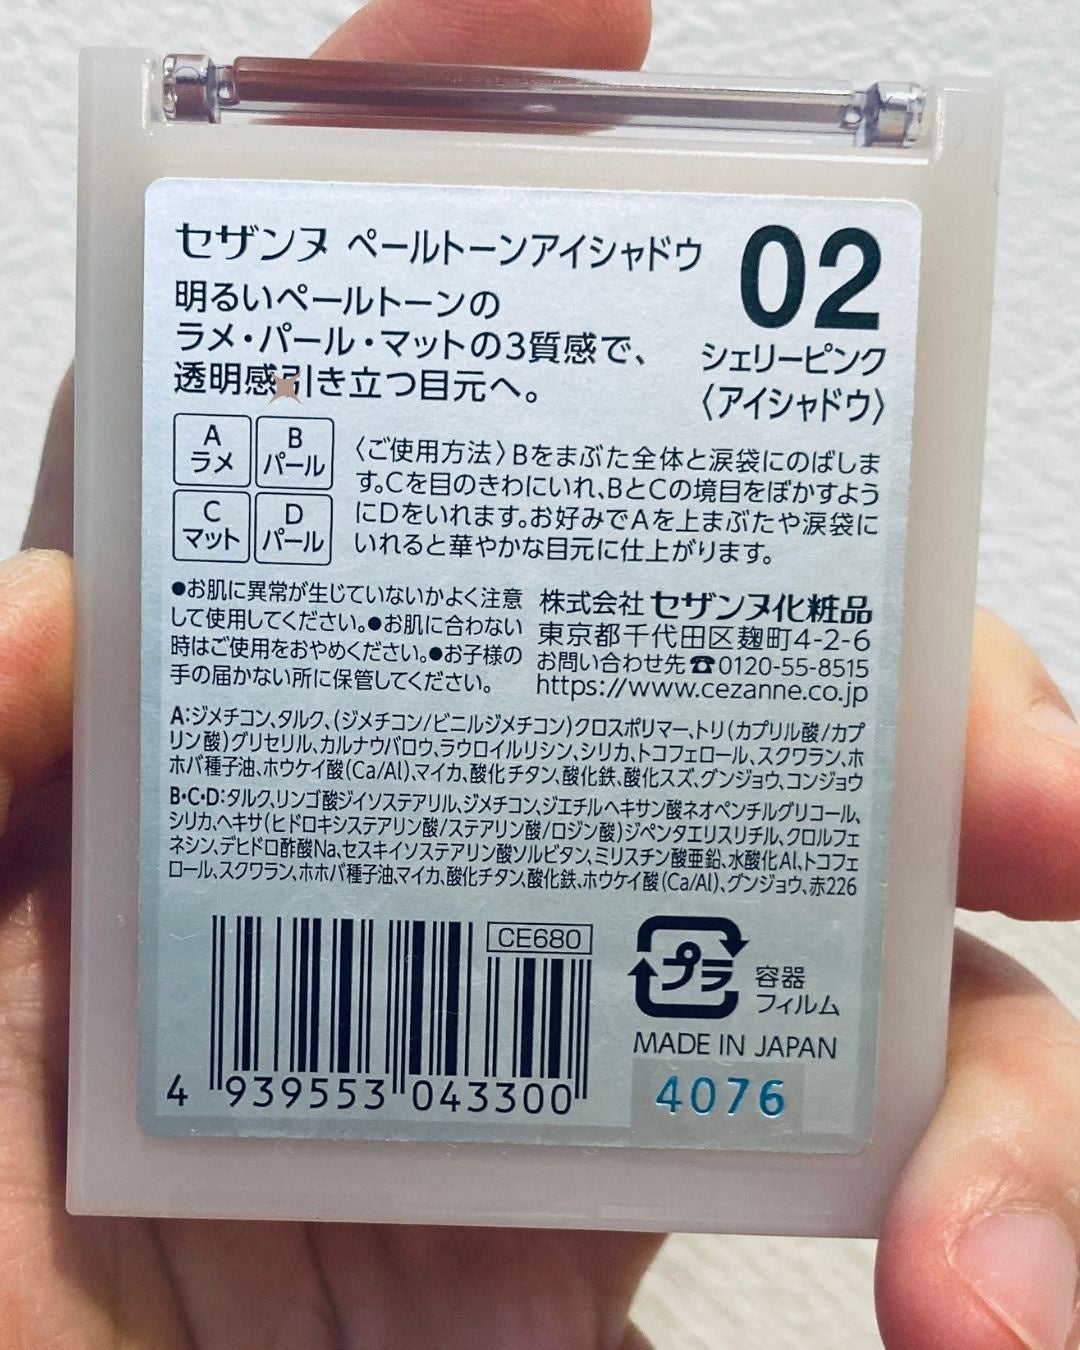 セザンヌ ペールトーンアイシャドウ
02
シェリーピンク
〈アイシャドウ〉
明るいペールトーンの
ラメ・パール・マットの3質感で、
透明感引き立つ目元へ。
A
ラメ
B
パール
C
マット
D
パール
〈ご使用方法〉Bをまぶた全体と涙袋にのばしま
す。Cを目のきわにいれ、BとCの境目をぼかすよう
にDをいれます。お好みでAを上まぶたや涙袋に
いれると華やかな目元に仕上がります。
●お肌に異常が生じていないかよく注意
して使用してください。●お肌に合わない
時はご使用をおやめください。●お子様の
手の届かない所に保管してください。
株式会社 セザンヌ化粧品
東京都千代田区麹町4-2-6
お問い合わせ先☎0120-55-8515
https://www.cezanne.co.jp
A:ジメチコン、タルク、(ジメチコン/ビニルジメチコン)クロスポリマー、トリ(カプリル酸/カプ
リン酸)グリセリル、カルナウバロウ、ラウロイルリシン、シリカ、トコフェロール、スクワラン、ホ
ホバ種子油、ホウケイ酸(Ca/Al)、マイカ、酸化チタン、酸化鉄、酸化スズ、グンジョウ、コンジョウ
B・C・D:タルク、リンゴ酸ジイソステアリル、ジメチコン、ジエチルヘキサン酸ネオペンチルグリコール、
シリカ、ヘキサ(ヒドロキシステアリン酸/ステアリン酸/ロジン酸)ジペンタエリスリチル、クロルフェ
ネシン、デヒドロ酢酸Na、セスキイソステアリン酸ソルビタン、ミリスチン酸亜鉛、水酸化Al、トコフェ
ロール、スクワラン、ホホバ種子油、マイカ、酸化チタン、酸化鉄、ホウケイ酸(Ca/Al)、グンジョウ、赤226
CE680
4 939553 043300
プラ
容器
フィルム
MADE IN JAPAN
4076